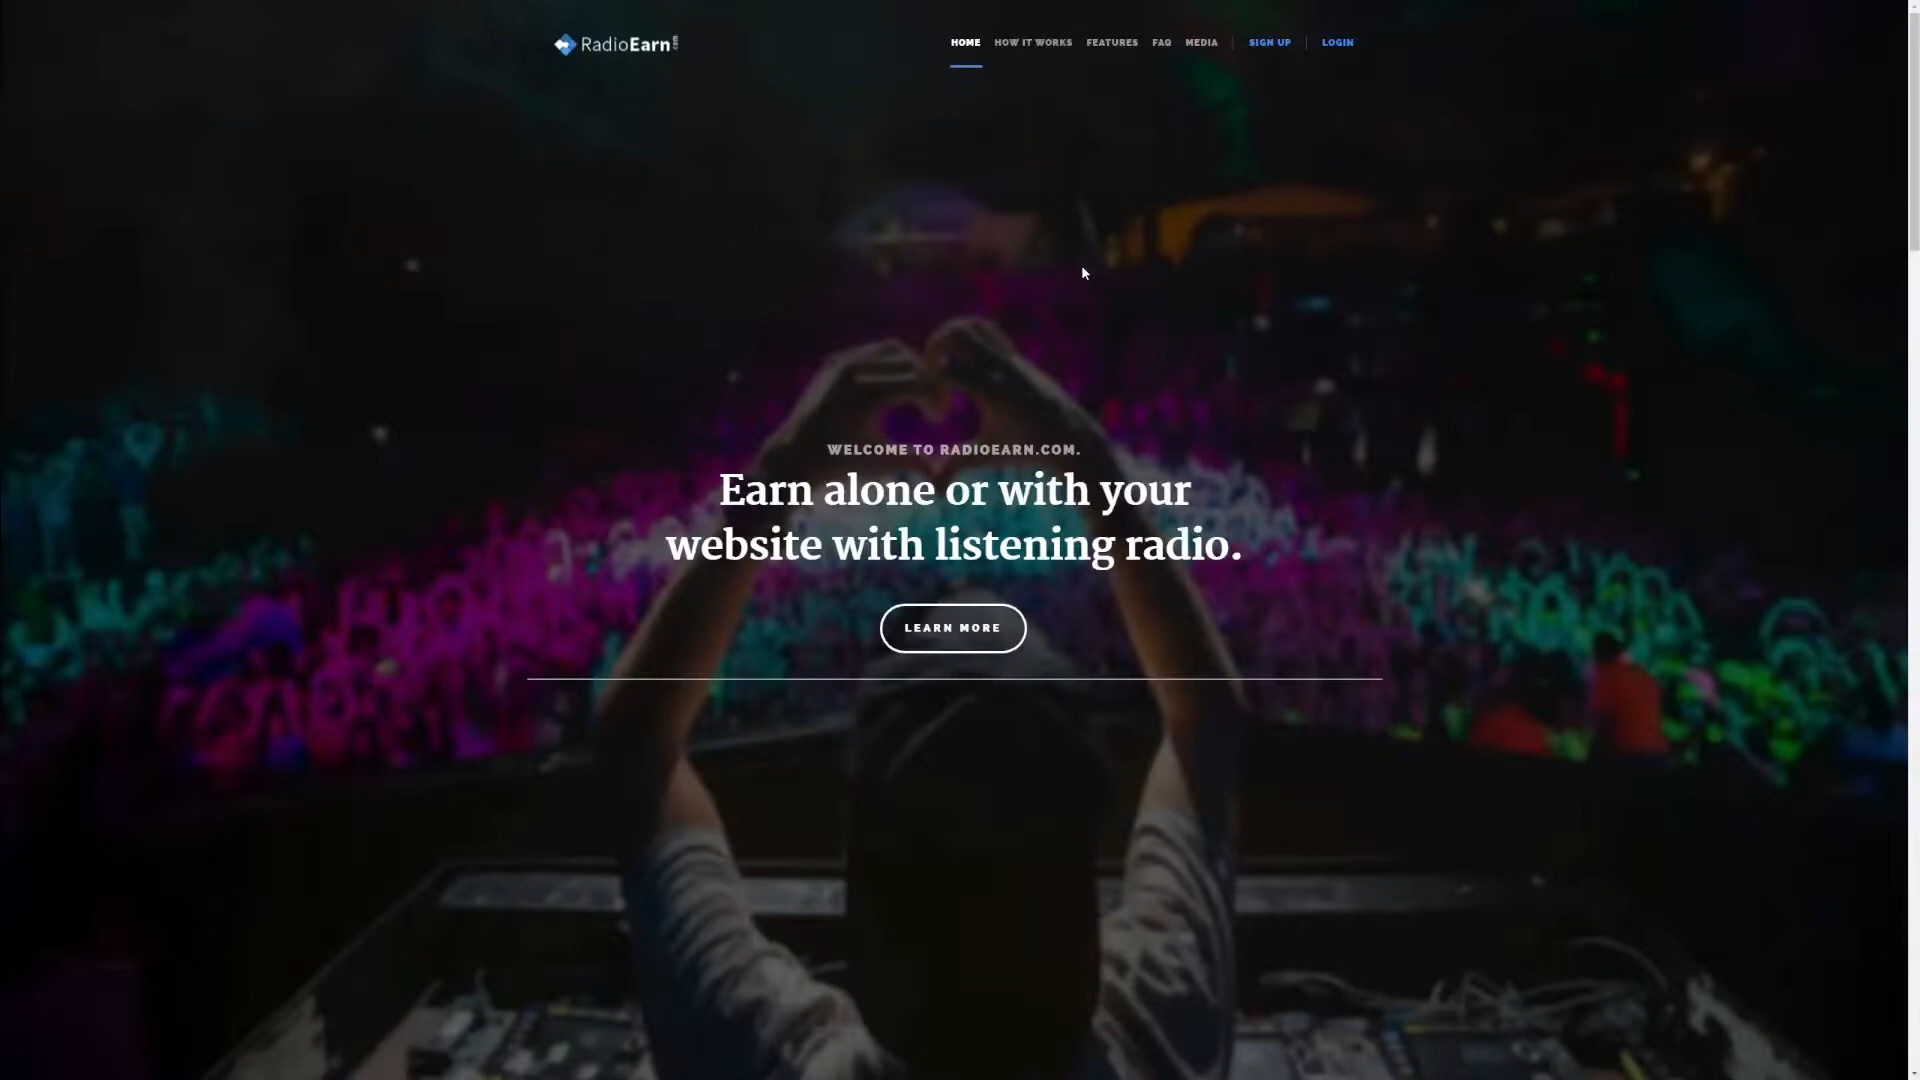 RadioEarn.com
HOME HOW IT WORKS FEATURES FAQ MEDIA SIGN UP LOGIN
WELCOME TO RADIOEARN.COM.
Earn alone or with your
website with listening radio.
LEARN MORE